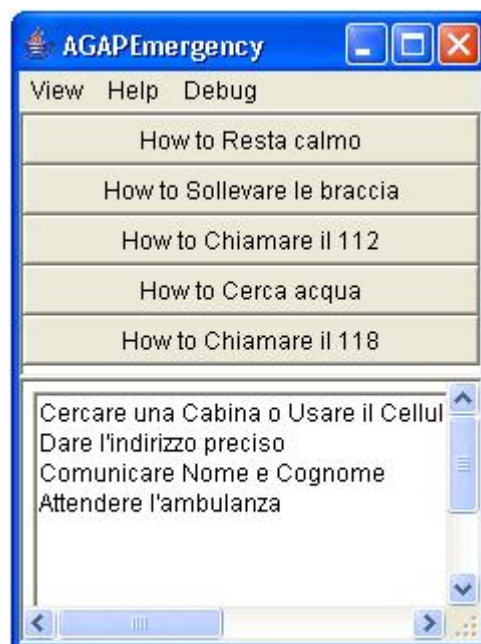 AGAPEmergency
View Help Debug
How to Resta calmo
How to Sollevare le braccia
How to Chiamare il 112
How to Cerca acqua
How to Chiamare il 118
Cercare una Cabina o Usare il Cellul
Dare l'indirizzo preciso
Comunicare Nome e Cognome
Attendere l'ambulanza